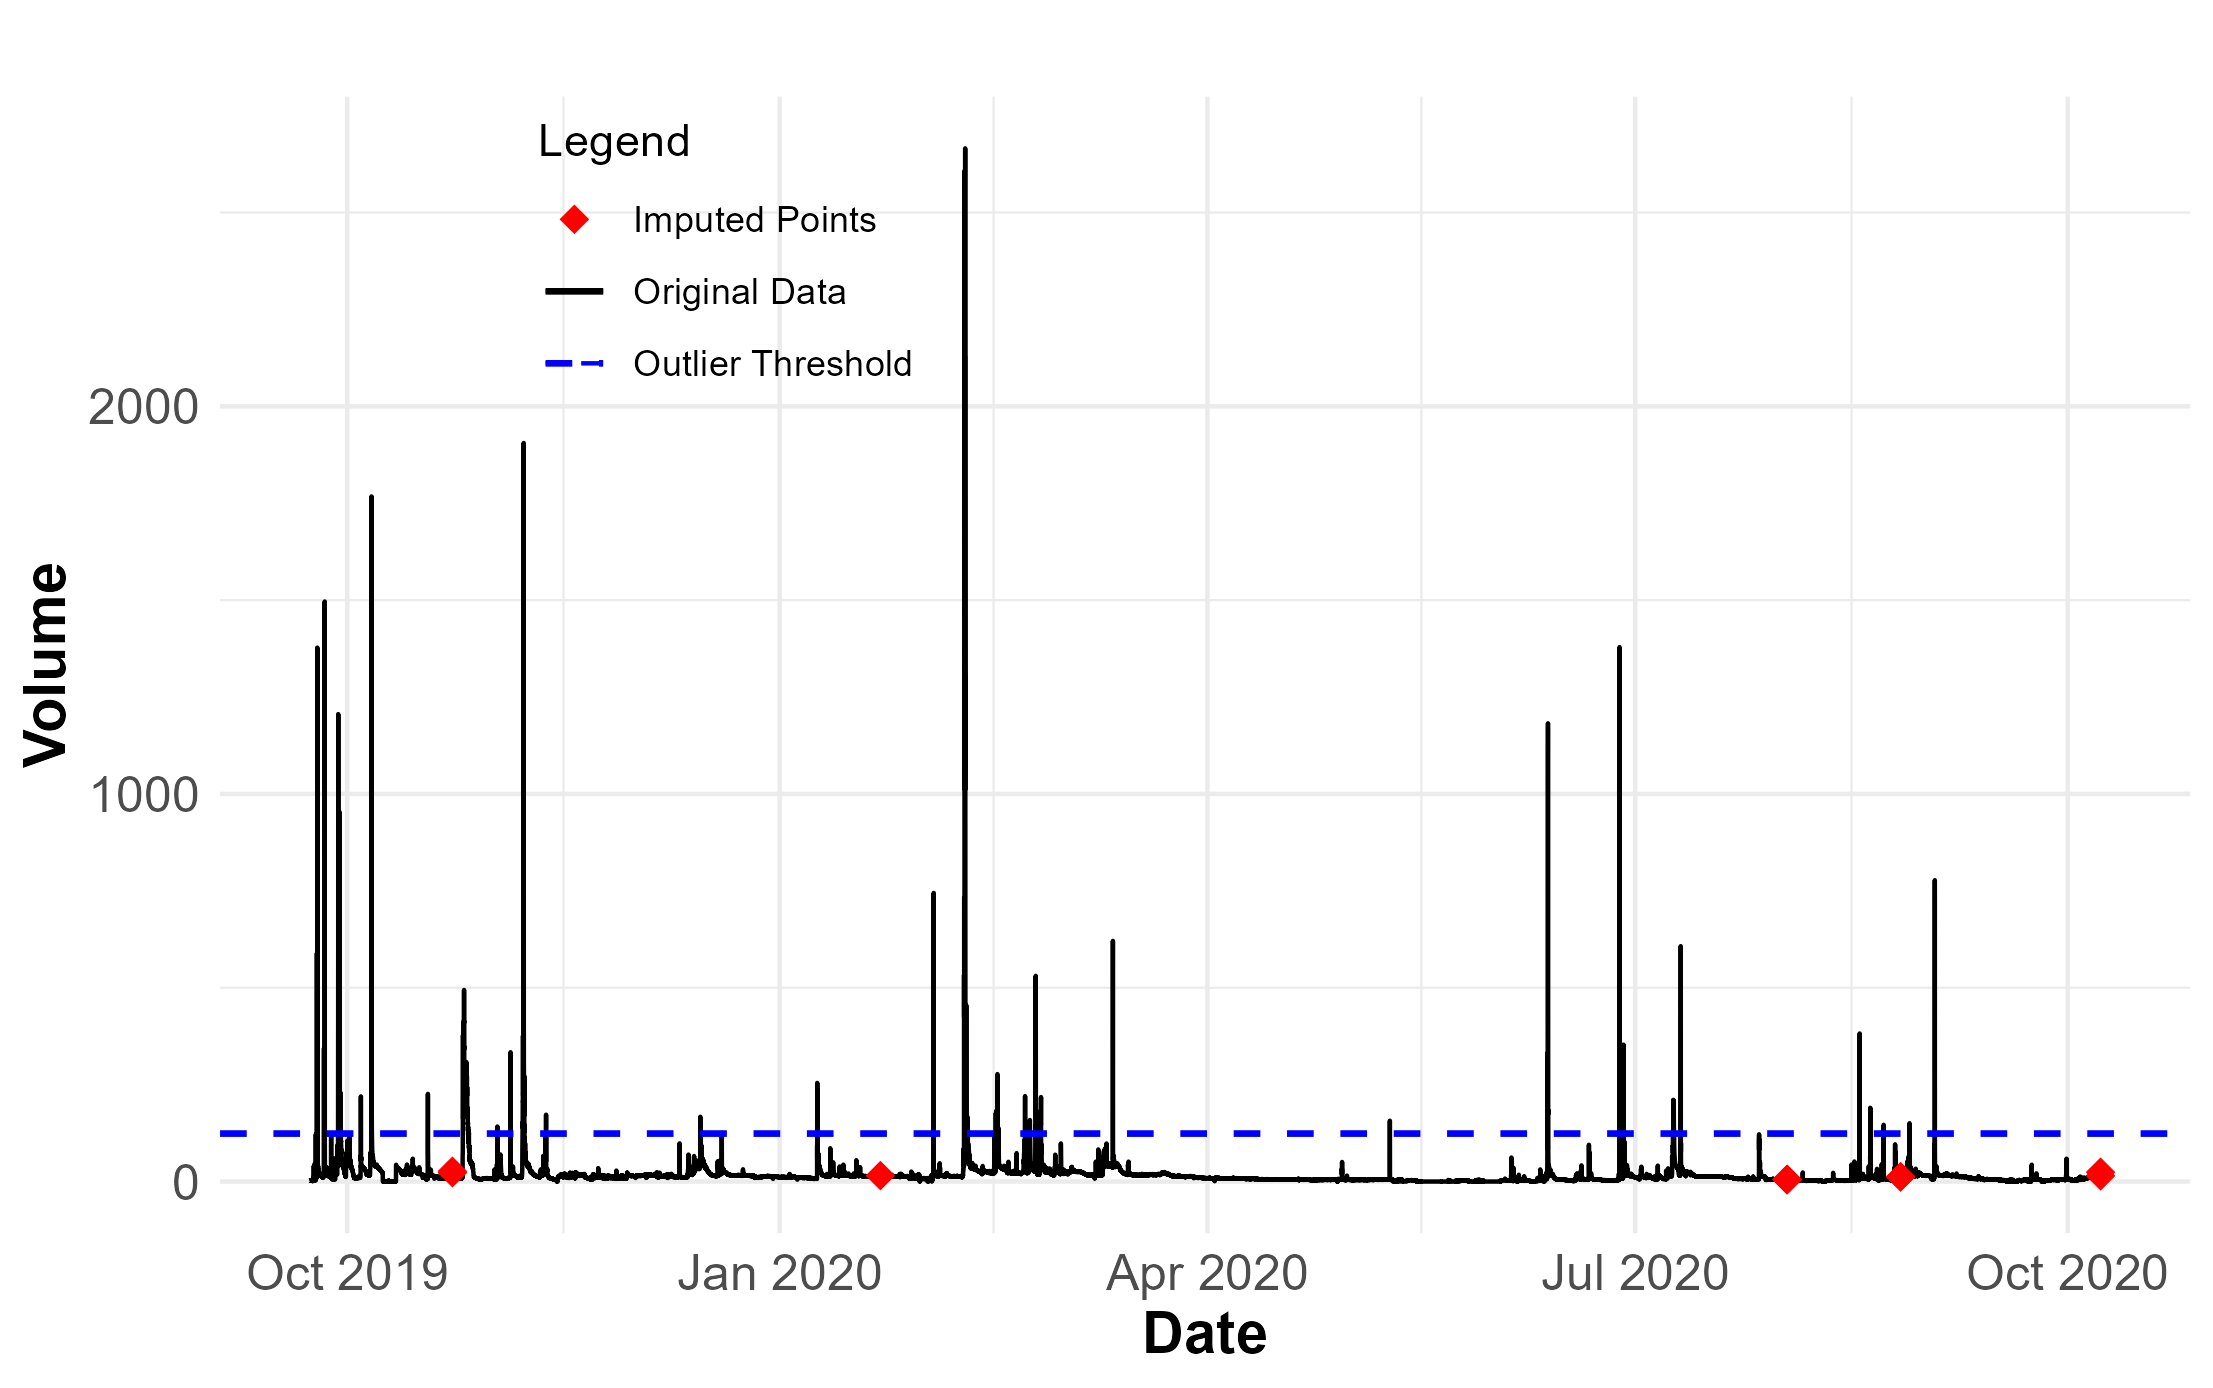 Legend
Imputed Points
Original Data
Outlier Threshold
Volume
2000
1000
0
Oct 2019
Jan 2020
Apr 2020
Jul 2020
Oct 2020
Date